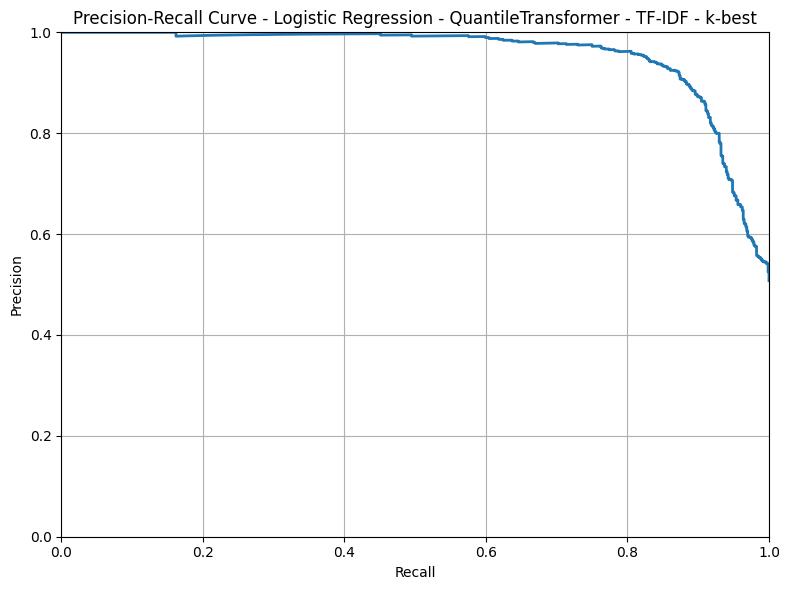 Precision-Recall Curve - Logistic Regression - QuantileTransformer - TF-IDF - k-best
1.0
0.8
0.6
0.4
0.2
0.0
Precision
0.0 0.2 0.4 0.6 0.8 1.0
Recall